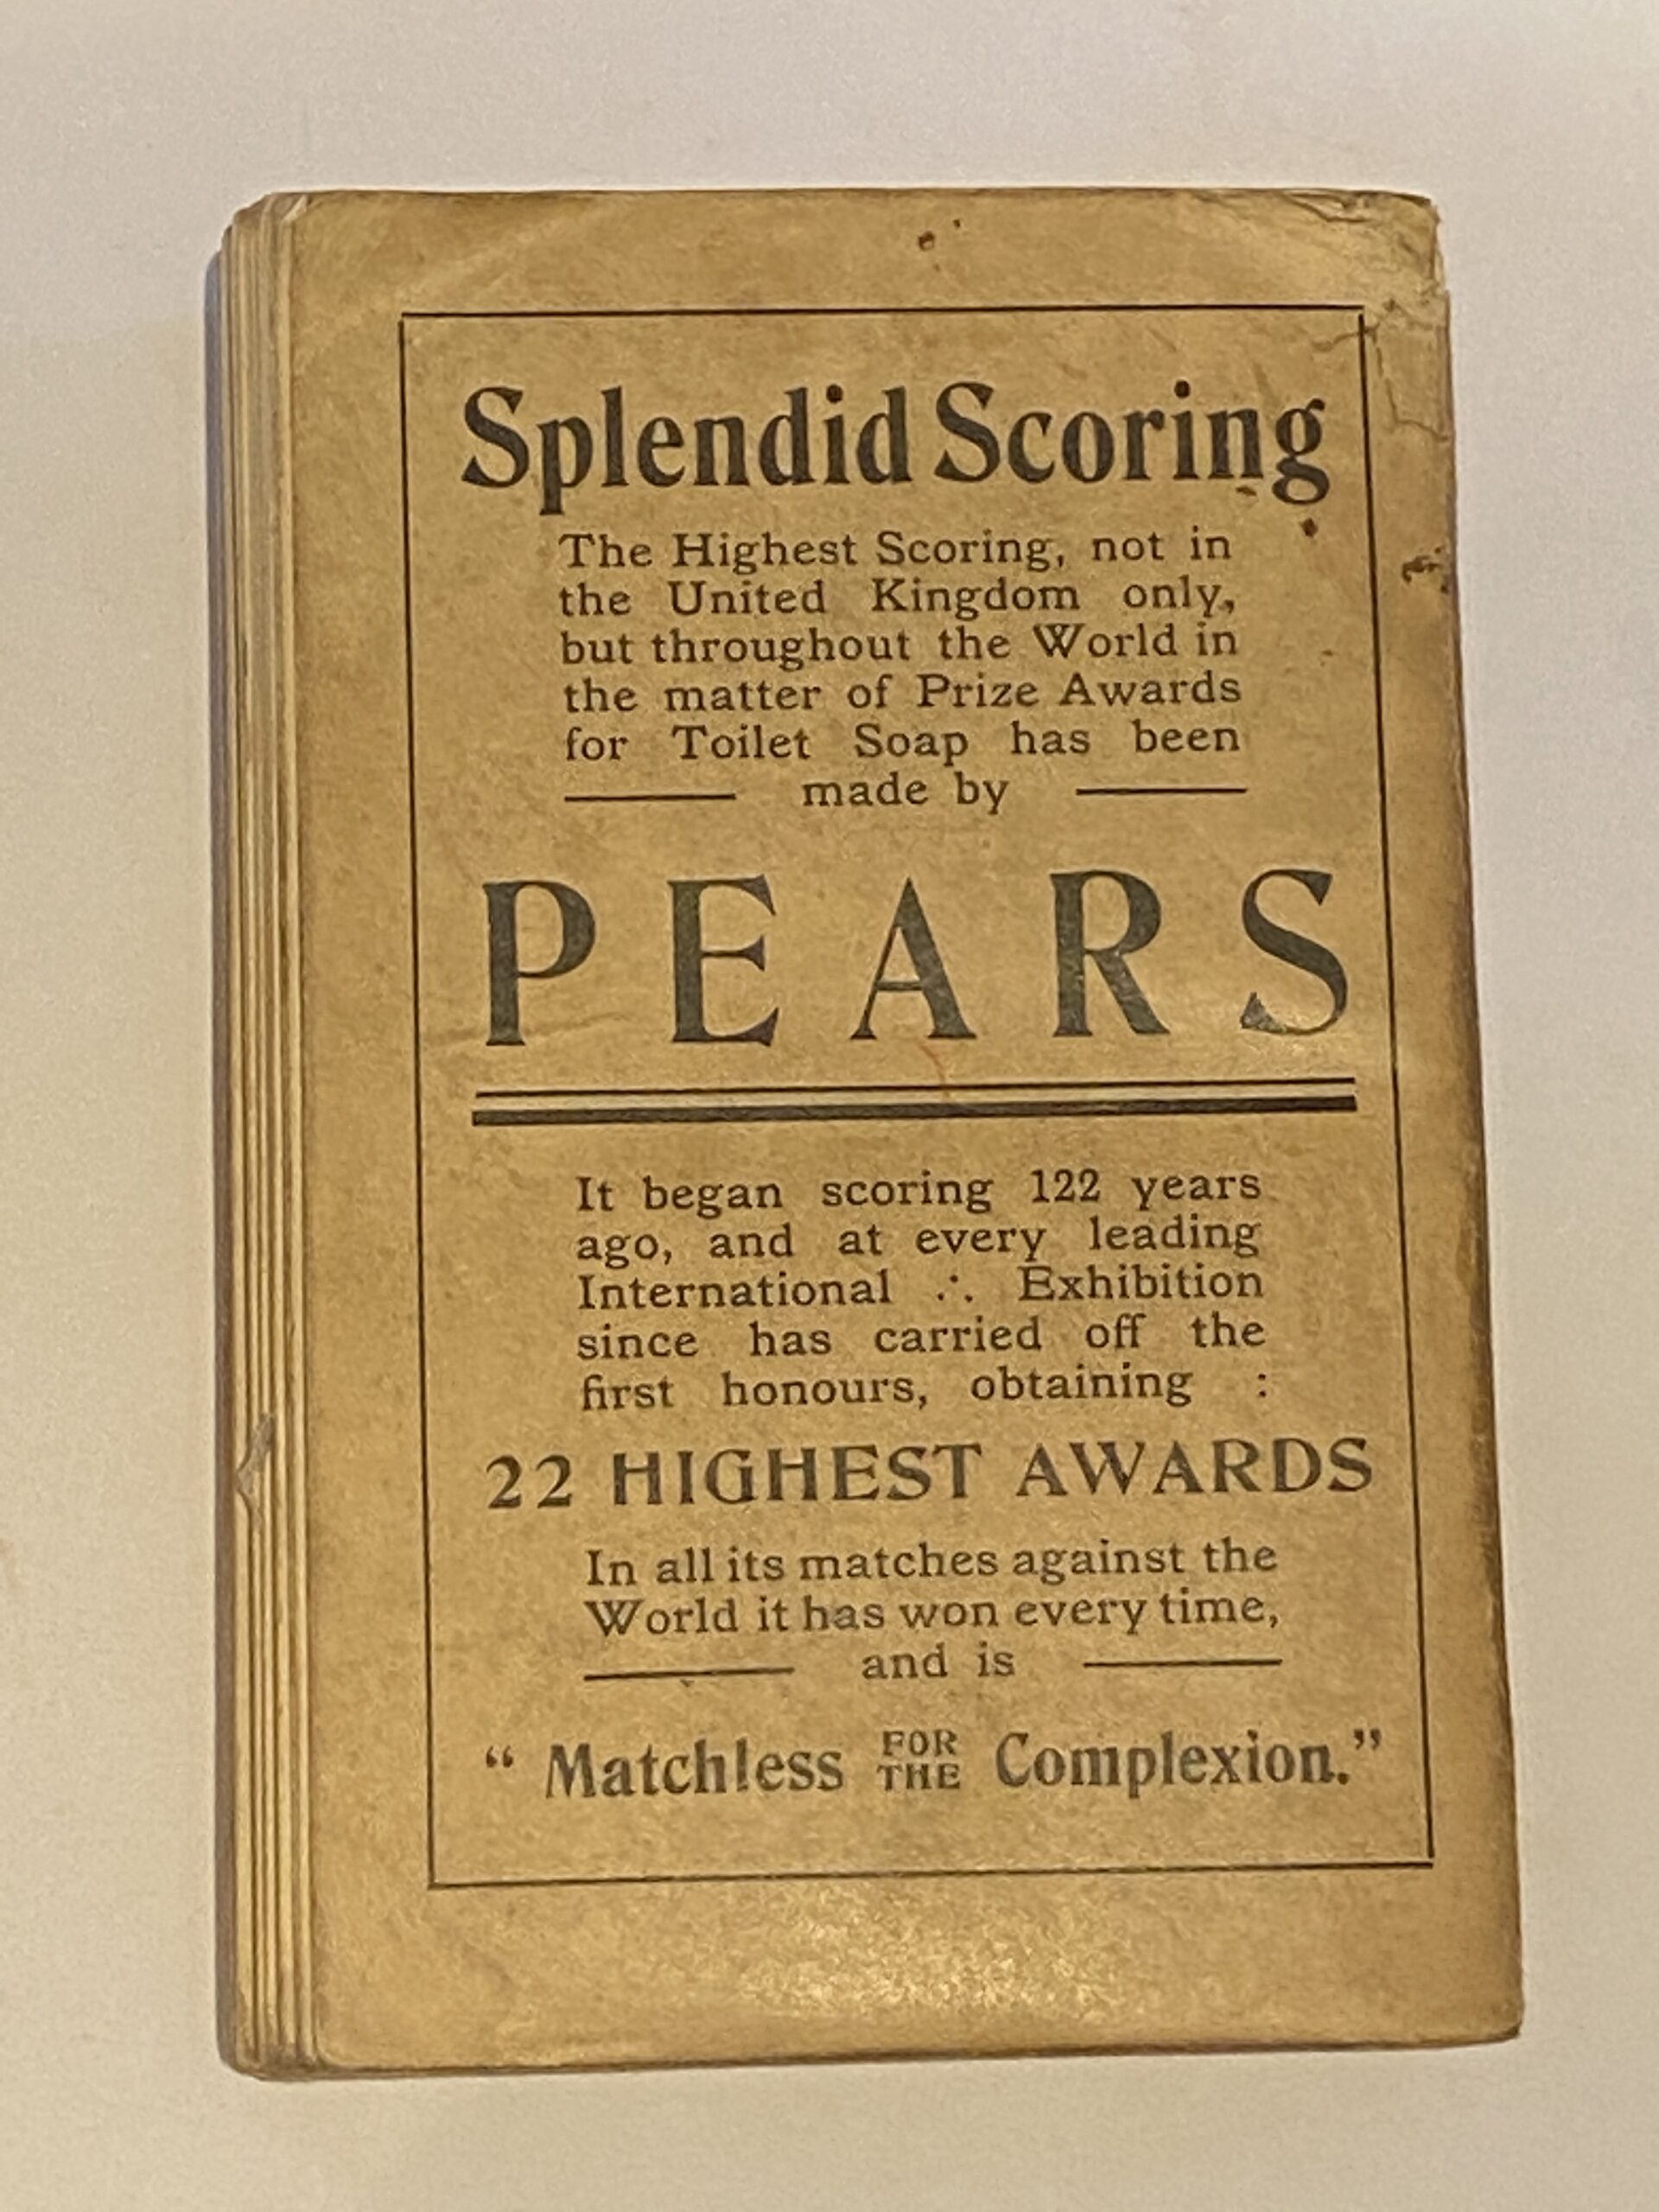 Splendid Scoring
The Highest Scoring, not in
the United Kingdom only,
but throughout the World in
the matter of Prize Awards
for Toilet Soap has been
made by
PEARS
It began scoring 122 years
ago, and at every leading
International ∴ Exhibition
since has carried off the
first honours, obtaining :
22 HIGHEST AWARDS
In all its matches against the
World it has won every time,
and is
“ Matchless FOR THE Complexion.”